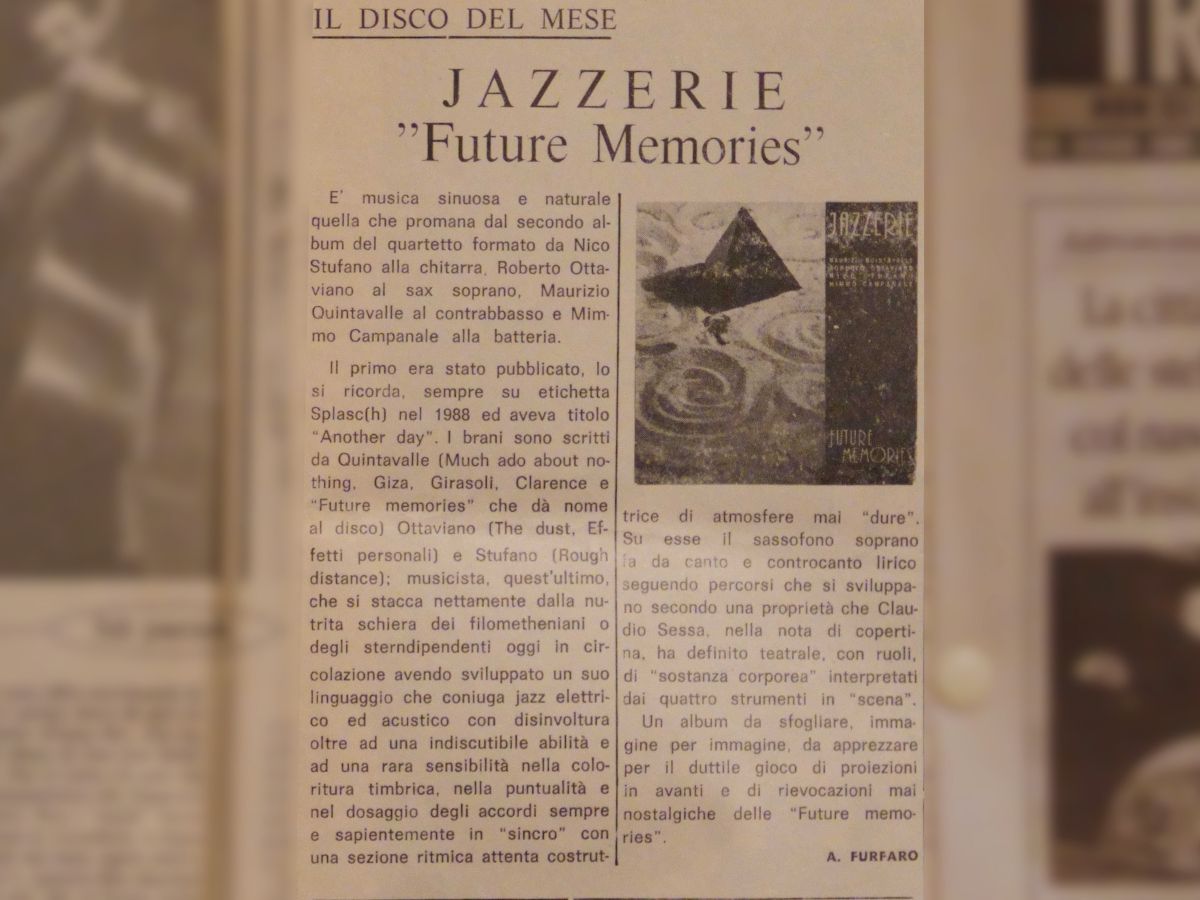 IL DISCO DEL MESE
JAZZERIE
"Future Memories"
E' musica sinuosa e naturale
quella che promana dal secondo al-
bum del quartetto formato da Nico
Stufano alla chitarra, Roberto Otta-
viano al sax soprano, Maurizio
Quintavalle al contrabbasso e Mim-
mo Campanale alla batteria.
Il primo era stato pubblicato, lo
si ricorda, sempre su etichetta
Splasc(h) nel 1988 ed aveva titolo
"Another day". I brani sono scritti
da Quintavalle (Much ado about no-
thing, Giza, Girasoli, Clarence e
"Future memories" che dà nome
al disco) Ottaviano (The dust, Ef-
fetti personali) e Stufano (Rough
distance); musicista, quest'ultimo,
che si stacca nettamente dalla nu-
trita schiera dei filometheniani o
degli sterndipendenti oggi in cir-
colazione avendo sviluppato un suo
linguaggio che coniuga jazz elettri-
co ed acustico con disinvoltura
oltre ad una indiscutibile abilità e
ad una rara sensibilità nella colo-
ritura timbrica, nella puntualità e
nel dosaggio degli accordi sempre
e sapientemente in "sincro" con
una sezione ritmica attenta costrut-
JAZZERIE
MAURIZIO QUINTAVALLE
ROBERTO OTTAVIANO
NICO STUFANO
MIMMO CAMPANALE
FUTURE
MEMORIES
trice di atmosfere mai "dure".
Su esse il sassofono soprano
fa da canto e controcanto lirico
seguendo percorsi che si sviluppa-
no secondo una proprietà che Clau-
dio Sessa, nella nota di coperti-
na, ha definito teatrale, con ruoli,
di "sostanza corporea" interpretati
dai quattro strumenti in "scena".
Un album da sfogliare, imma-
gine per immagine, da apprezzare
per il duttile gioco di proiezioni
in avanti e di rievocazioni mai
nostalgiche delle "Future memo-
ries".
A. FURFARO